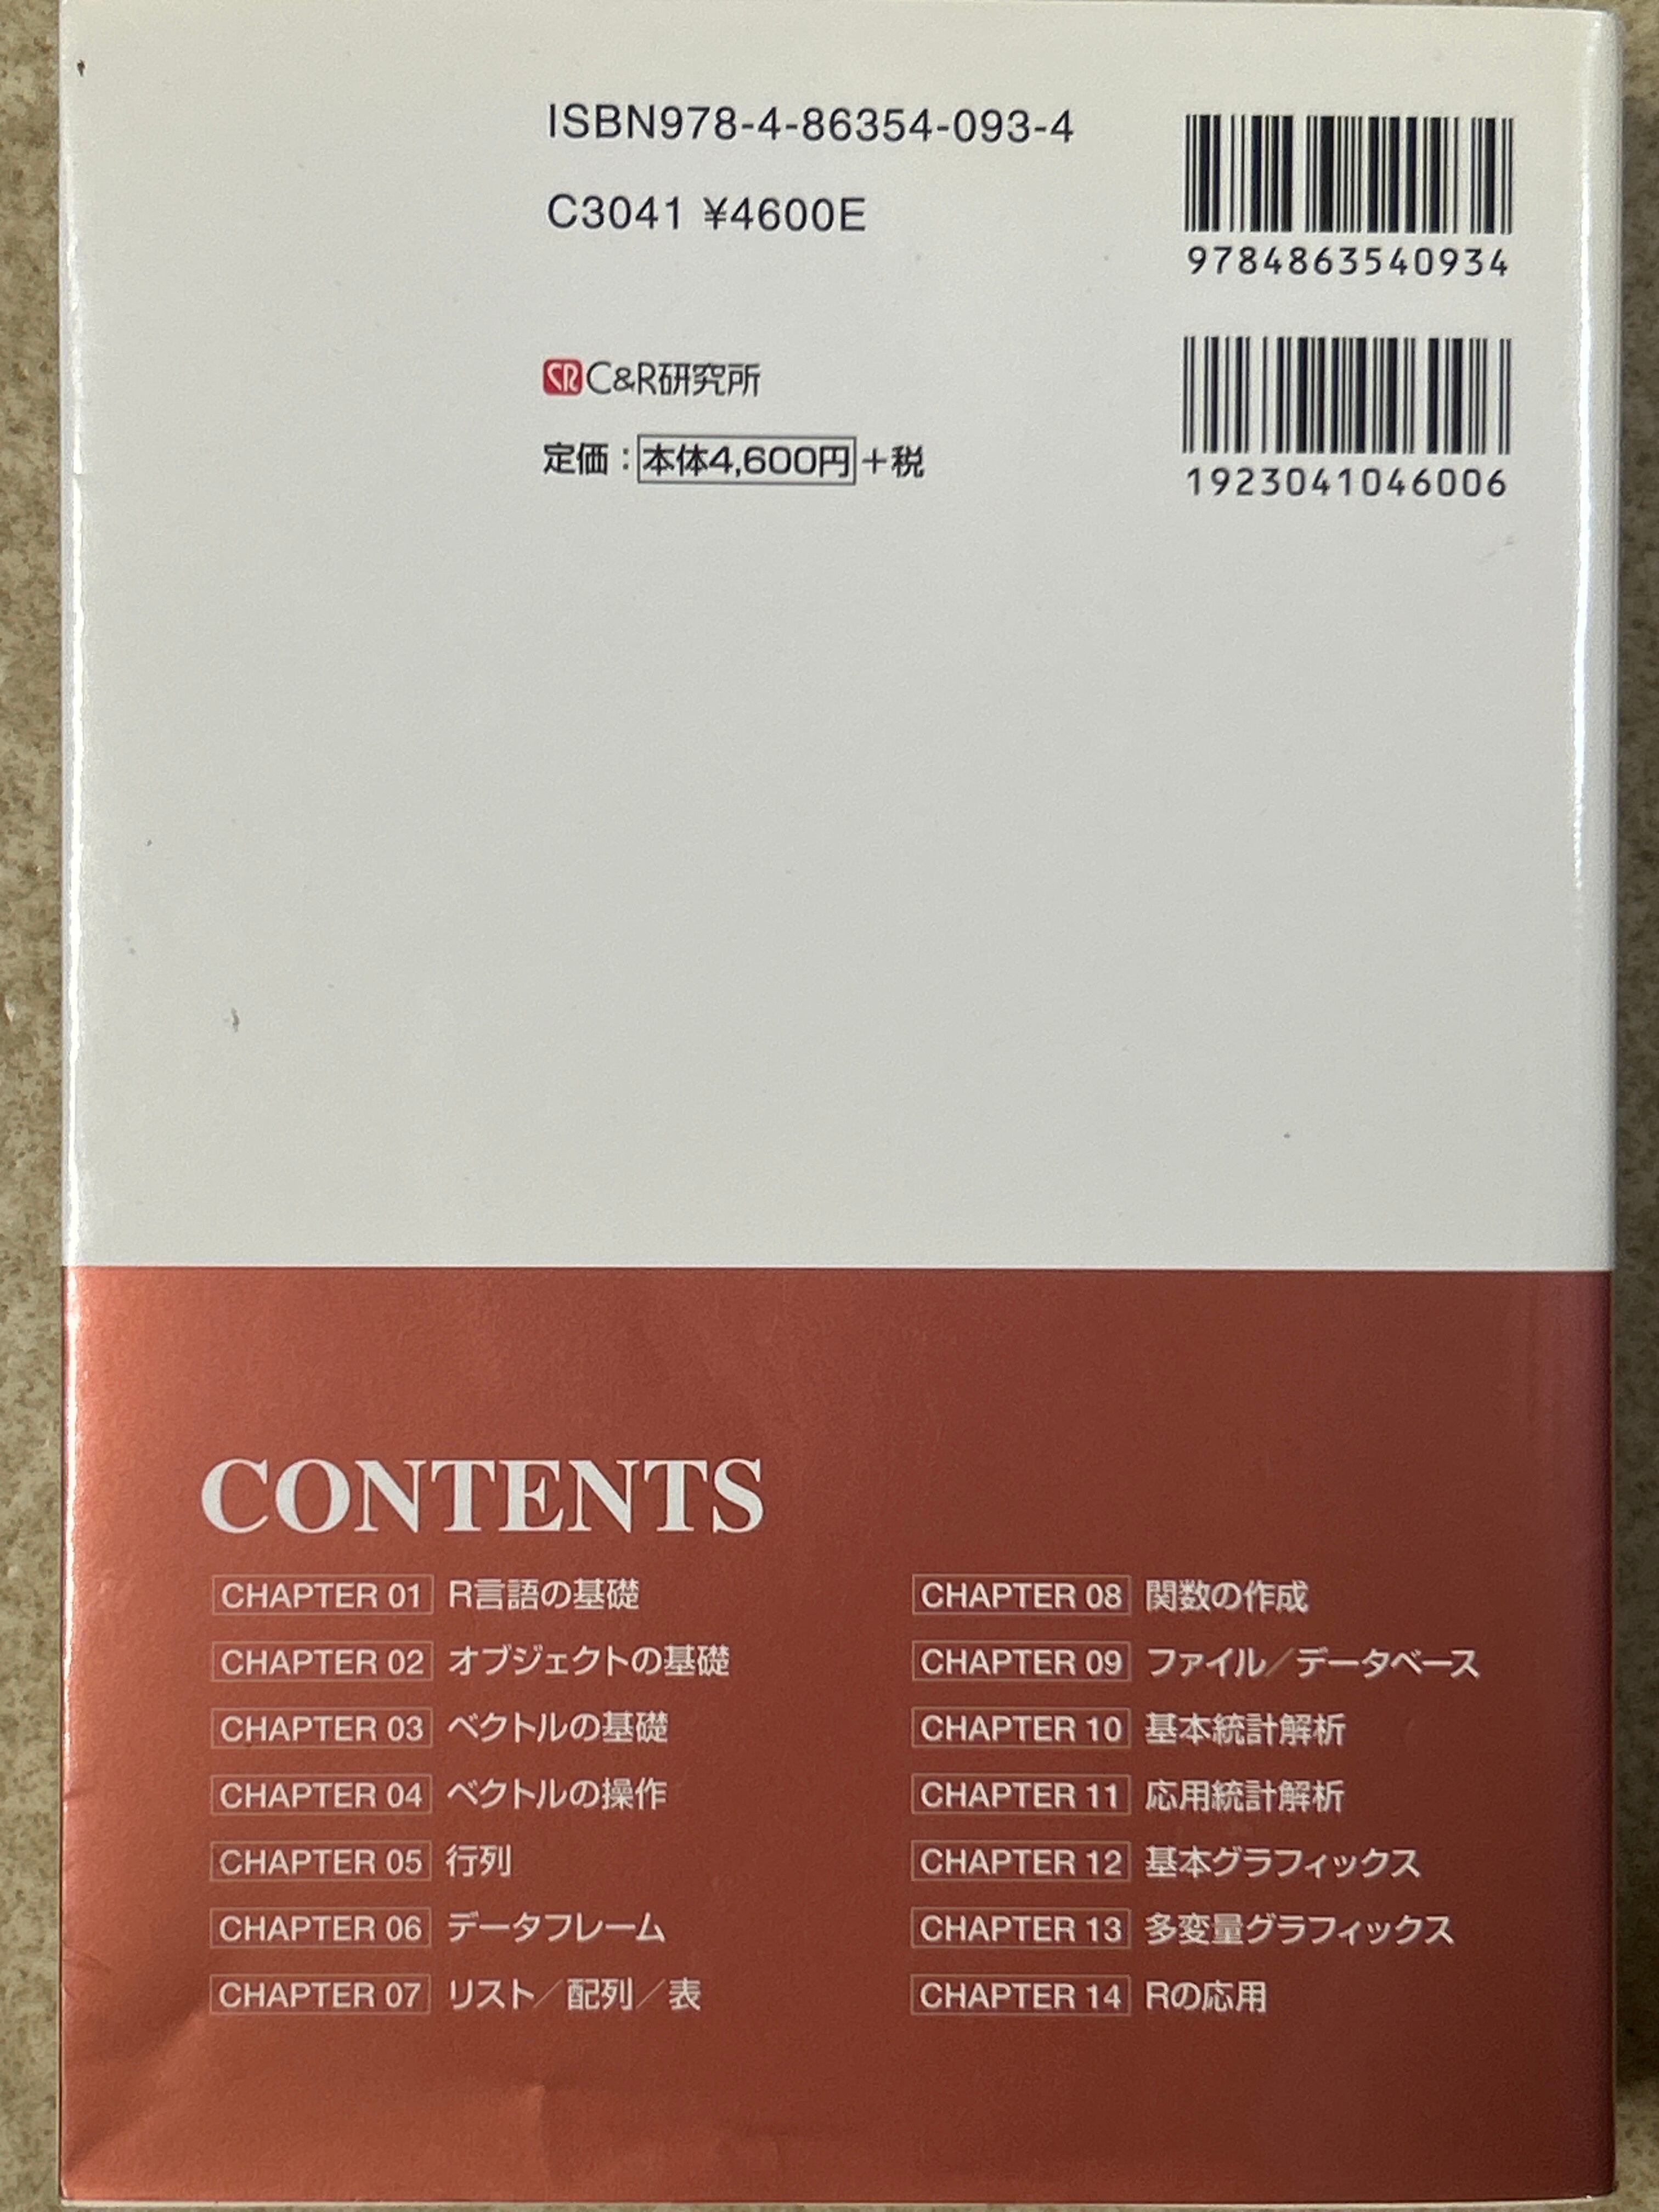 ISBN978-4-86354-093-4
C3041 ¥4600E
9784863540934
1923041046006
CR C&R研究所
定価：本体4,600円+税
CONTENTS
CHAPTER 01 R言語の基礎
CHAPTER 02 オブジェクトの基礎
CHAPTER 03 ベクトルの基礎
CHAPTER 04 ベクトルの操作
CHAPTER 05 行列
CHAPTER 06 データフレーム
CHAPTER 07 リスト／配列／表
CHAPTER 08 関数の作成
CHAPTER 09 ファイル／データベース
CHAPTER 10 基本統計解析
CHAPTER 11 応用統計解析
CHAPTER 12 基本グラフィックス
CHAPTER 13 多変量グラフィックス
CHAPTER 14 Rの応用